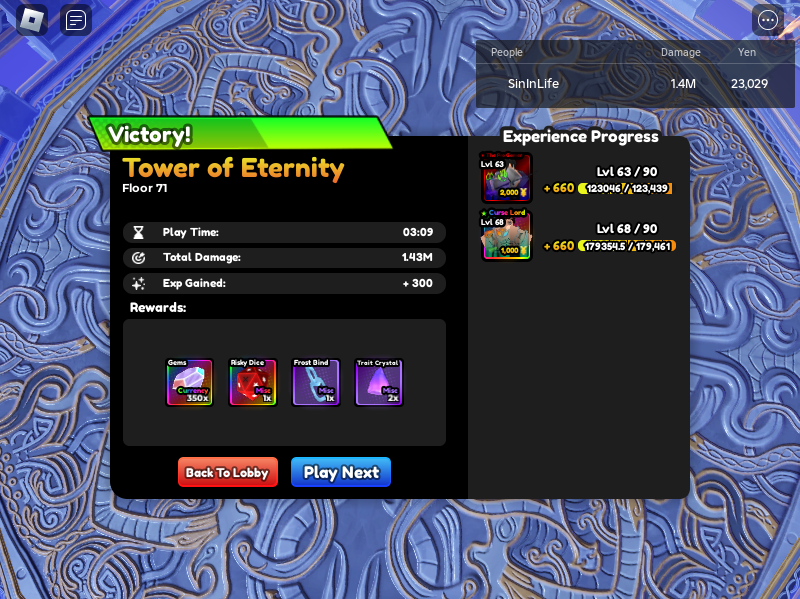 People Damage Yen
SinInLife 1.4M 23,029
Victory!
Tower of Eternity
Floor 71
Play Time: 03:09
Total Damage: 1.43M
Exp Gained: + 300
Rewards:
Gems
Currency
350x
Risky Dice
Misc
1x
Frost Bind
Misc
1x
Trait Crystal
Misc
2x
Back To Lobby
Play Next
Experience Progress
Lvl 63
2,000
Lvl 63 / 90
+ 660 123046 / 123,439
Curse Lord
Lvl 68
1,000
Lvl 68 / 90
+ 660 179354.5 / 179,461